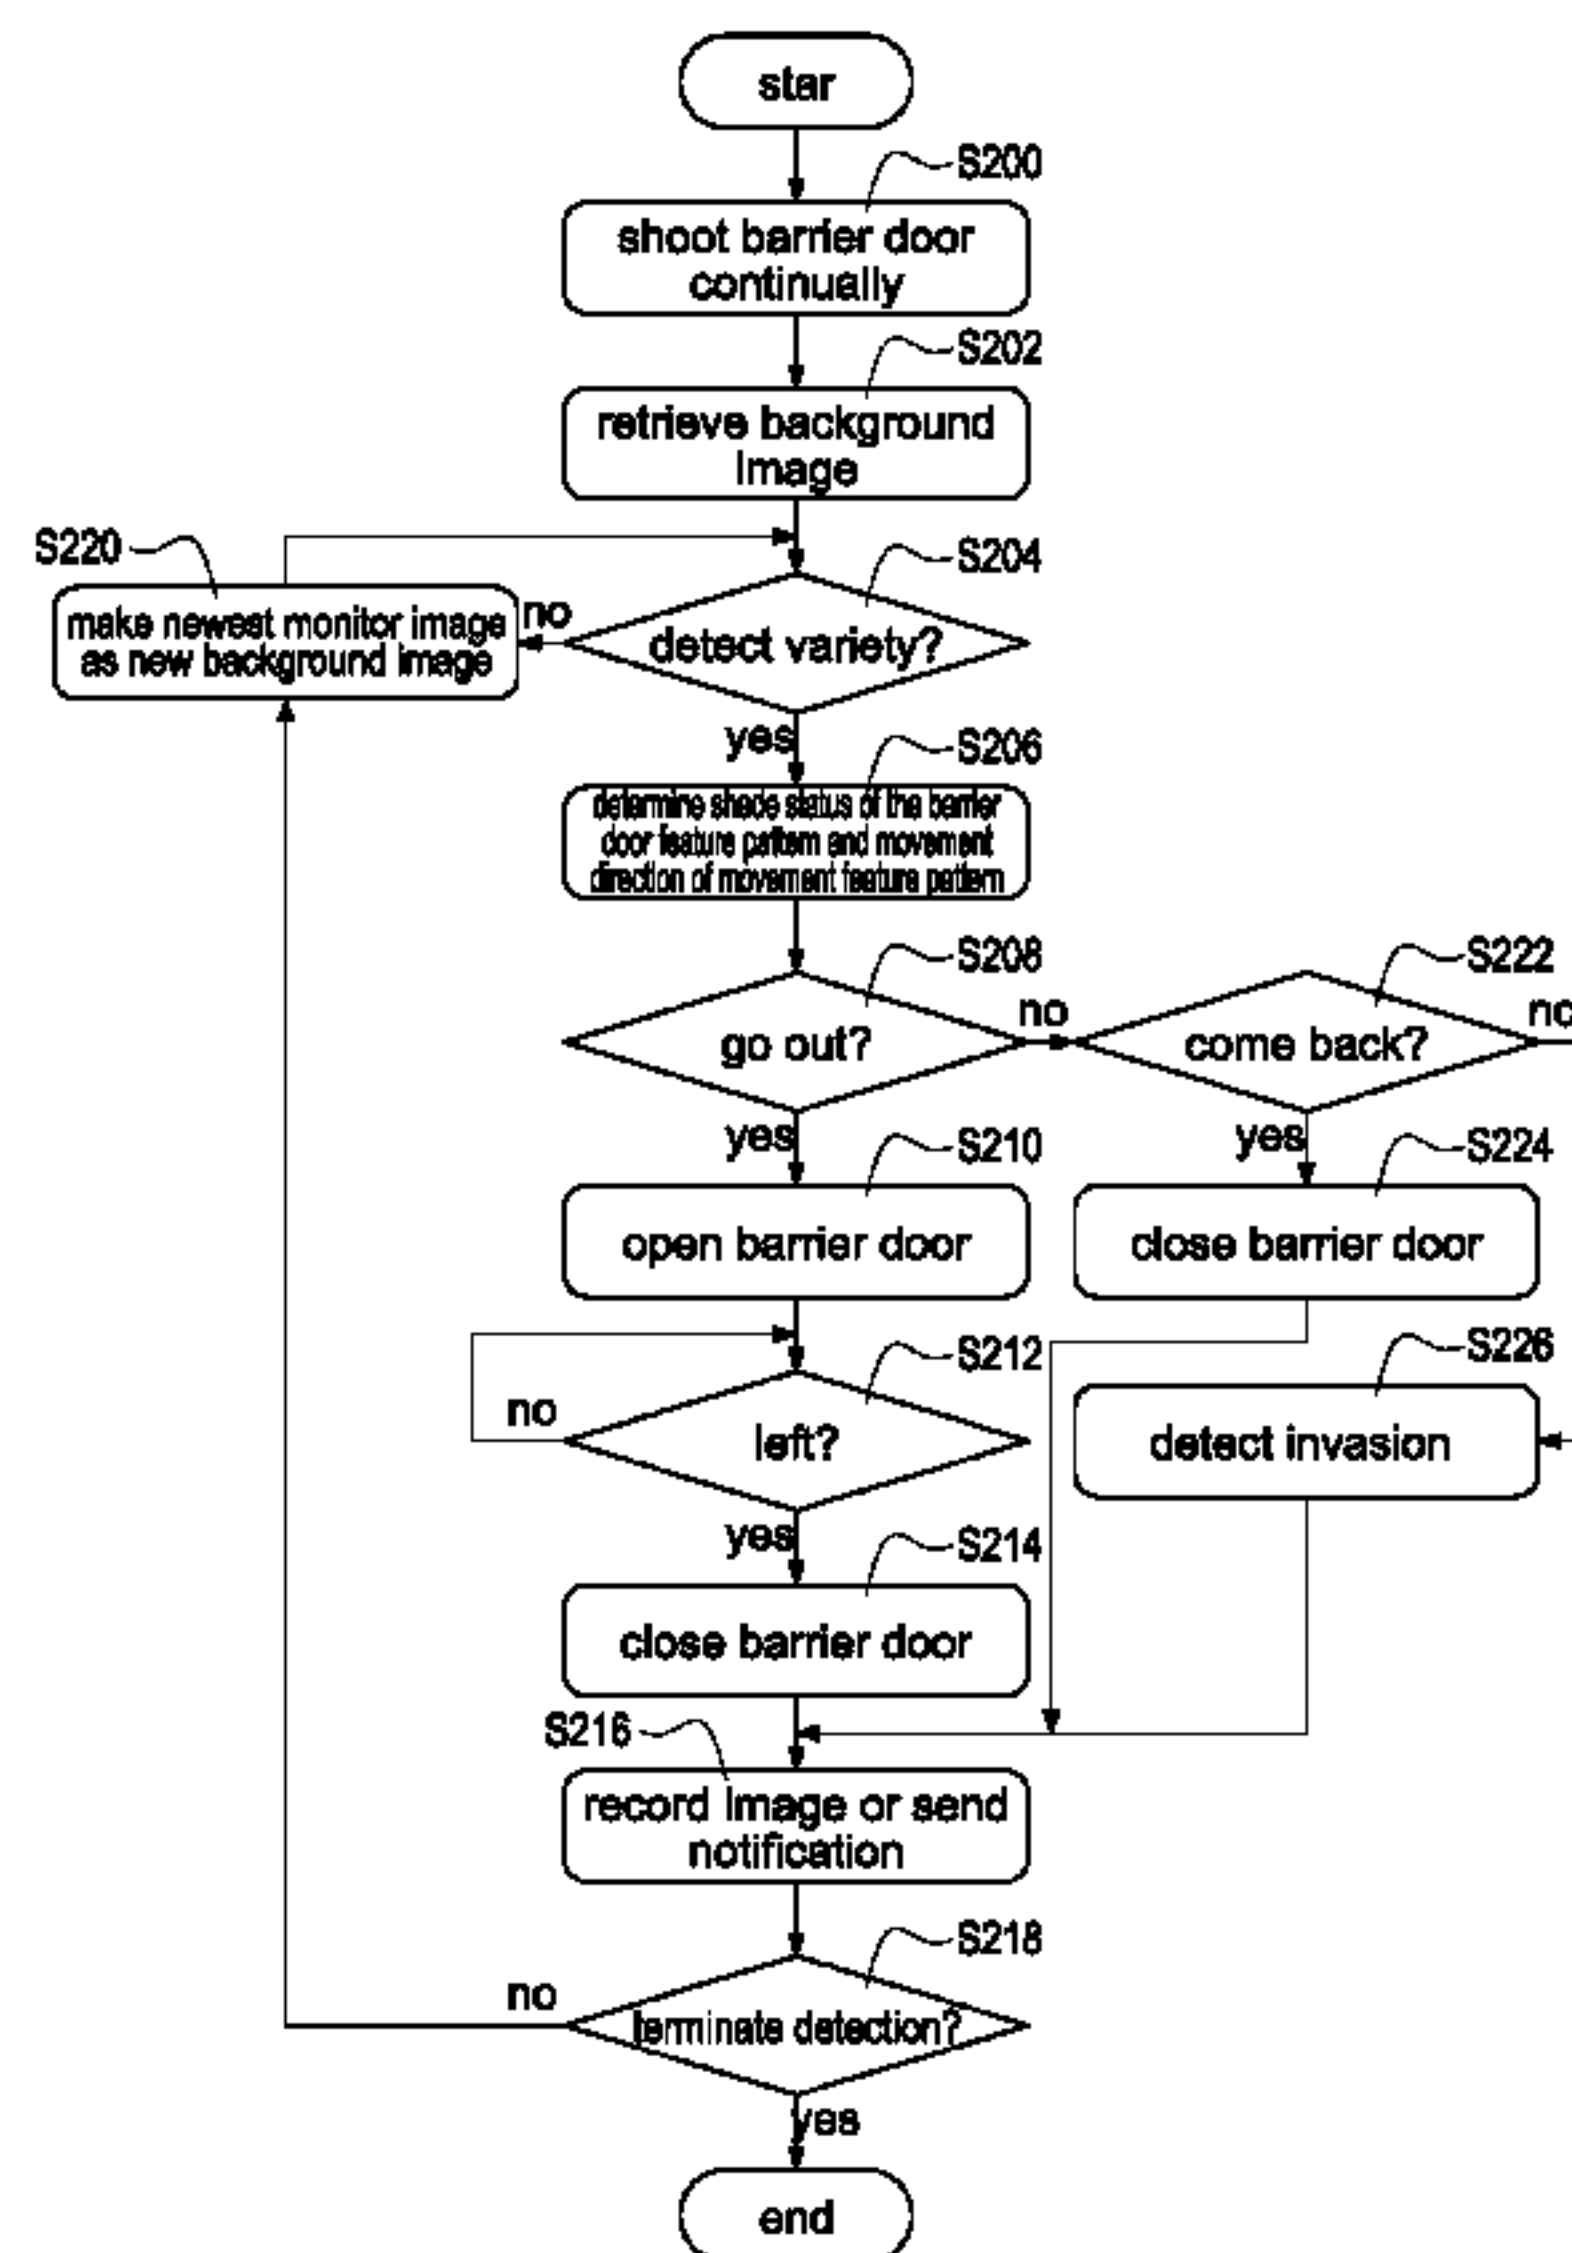 star
S200
shoot barrier door
continually
S202
retrieve background
image
S220
S204
make newest monitor image
as new background image
no
detect variety?
yes
S206
determine shade status of the barrier
door feature pattern and movement
direction of movement feature pattern
S208
S222
go out?
no
come back?
no
yes
S210
yes
S224
open barrier door
close barrier door
S212
S226
no
left?
detect invasion
yes
S214
close barrier door
S216
record image or send
notification
S218
no
terminate detection?
yes
end